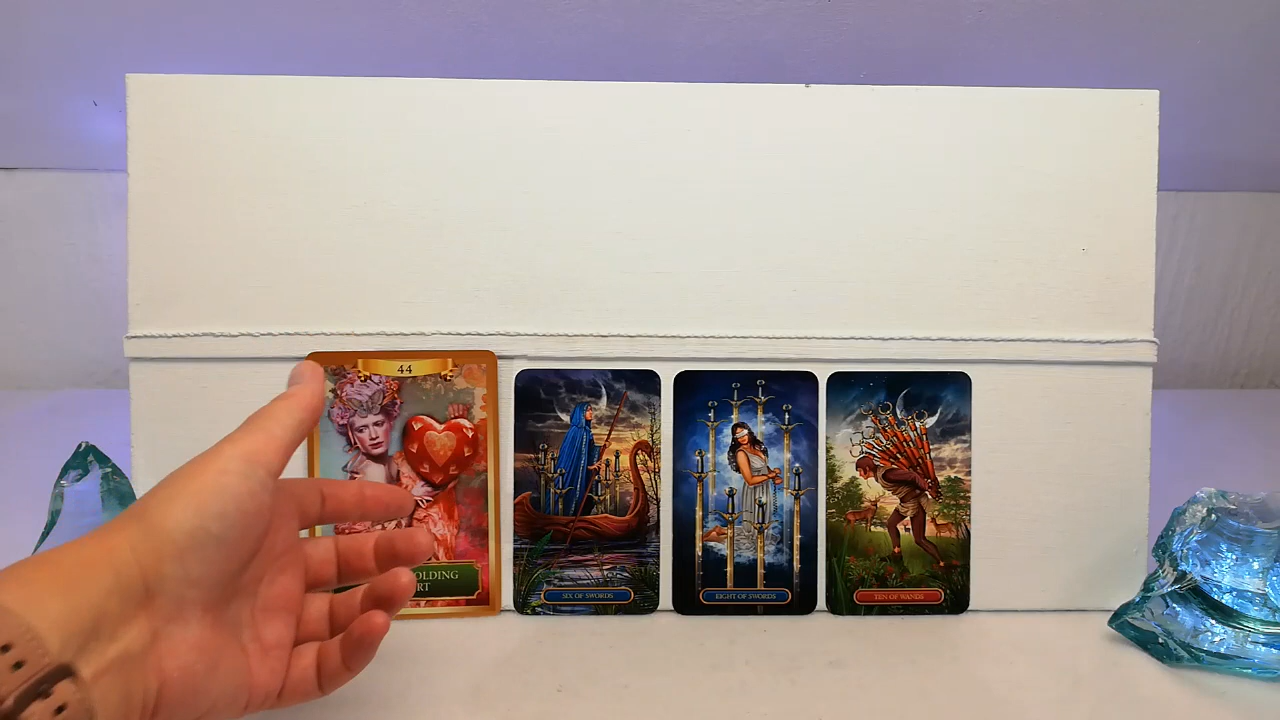 44
OLDING
RT
SIX OF SWORDS
EIGHT OF SWORDS
TEN OF WANDS